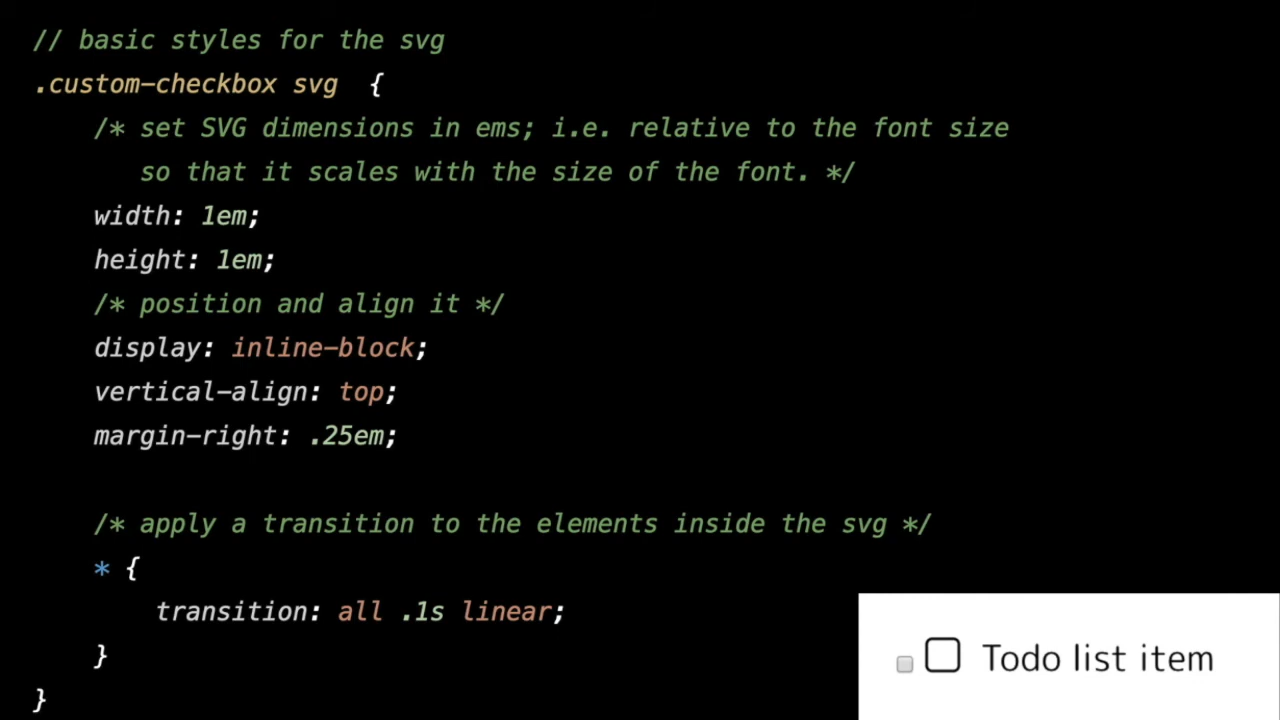 // basic styles for the svg
.custom-checkbox svg  {
    /* set SVG dimensions in ems; i.e. relative to the font size
       so that it scales with the size of the font. */
    width: 1em;
    height: 1em;
    /* position and align it */
    display: inline-block;
    vertical-align: top;
    margin-right: .25em;

    /* apply a transition to the elements inside the svg */
    * {
        transition: all .1s linear;
    }
}
Todo list item